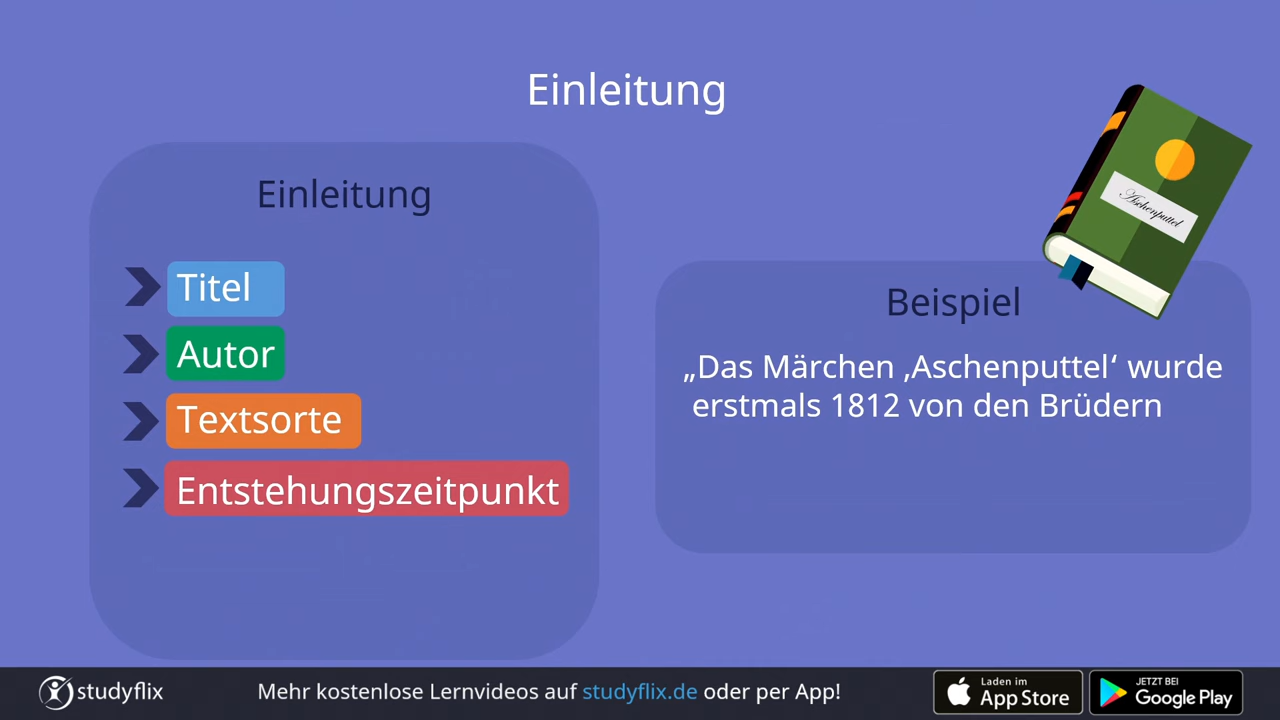 Einleitung
Einleitung
Titel
Autor
Textsorte
Entstehungszeitpunkt
Aschenputtel
Beispiel
„Das Märchen ‚Aschenputtel‘ wurde
erstmals 1812 von den Brüdern
studyflix
Mehr kostenlose Lernvideos auf studyflix.de oder per App!
Laden im
App Store
JETZT BEI
Google Play